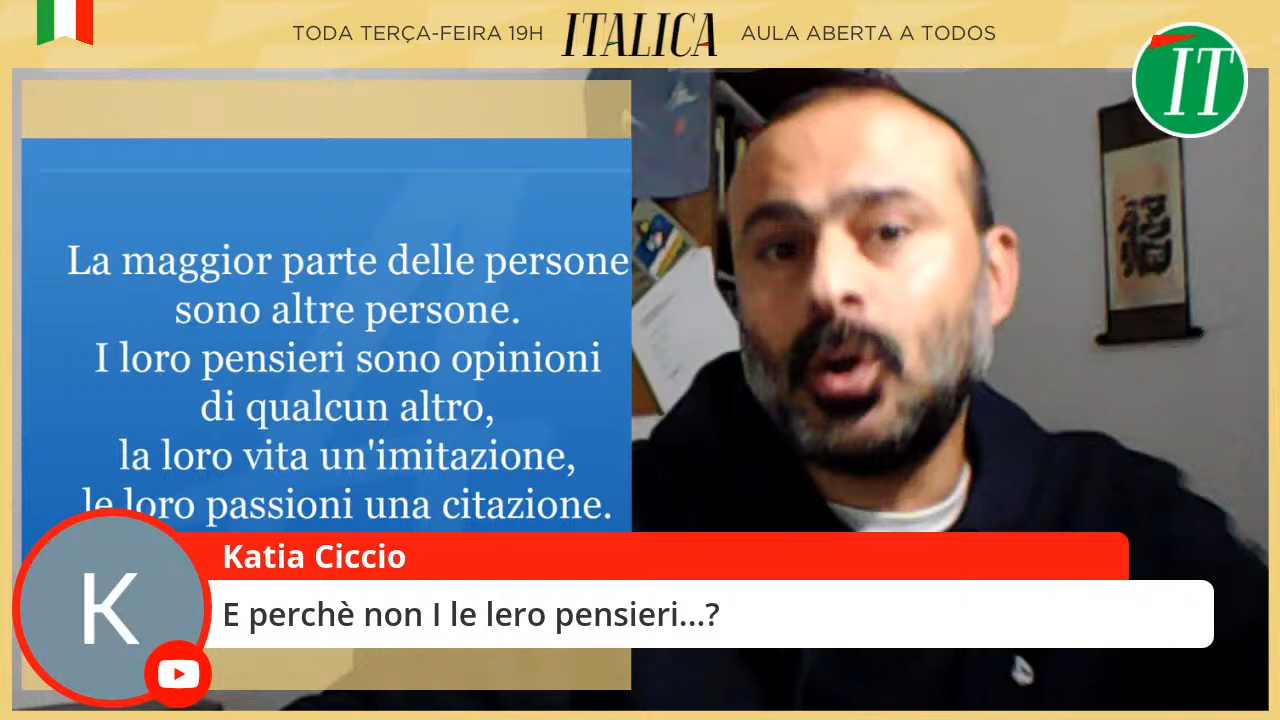 TODA TERÇA-FEIRA 19H ITALICA AULA ABERTA A TODOS
IT
La maggior parte delle persone
sono altre persone.
I loro pensieri sono opinioni
di qualcun altro,
la loro vita un'imitazione,
le loro passioni una citazione.
K
Katia Ciccio
E perchè non I le lero pensieri...?